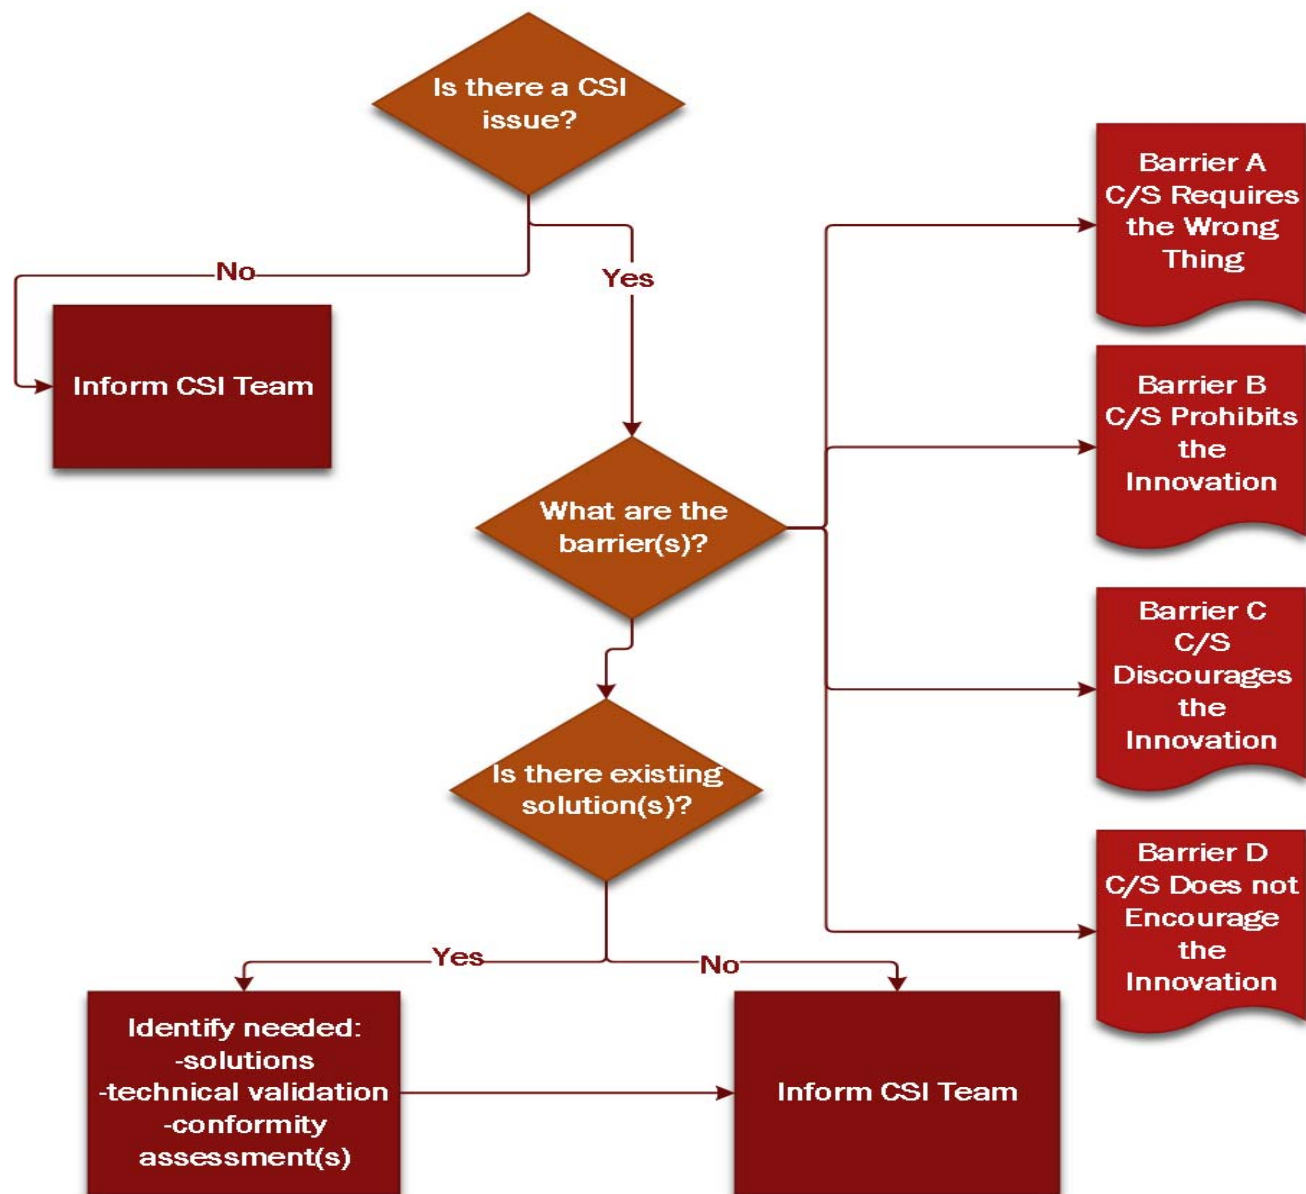 Is there a CSI
issue?
No
Yes
Inform CSI Team
What are the
barrier(s)?
Barrier A
C/S Requires
the Wrong
Thing
Barrier B
C/S Prohibits
the
Innovation
Barrier C
C/S
Discourages
the
Innovation
Barrier D
C/S Does not
Encourage
the
Innovation
Is there existing
solution(s)?
Yes
No
Identify needed:
-solutions
-technical validation
-conformity
assessment(s)
Inform CSI Team